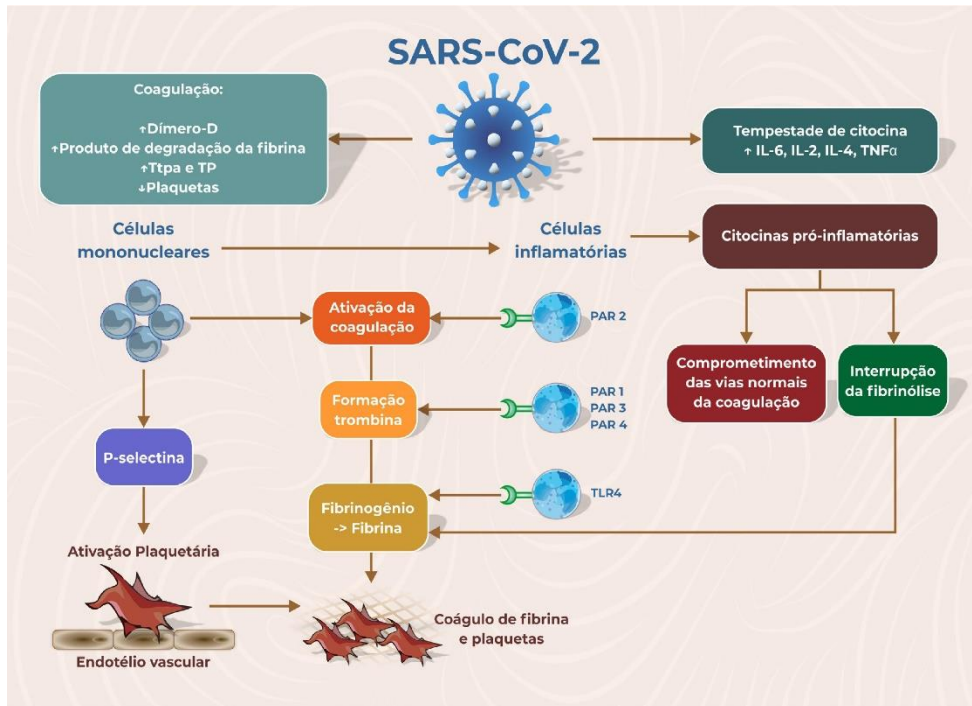 SARS-CoV-2
Coagulação:
↑Dímero-D
↑Produto de degradação da fibrina
↑Ttpa e TP
↓Plaquetas
Tempestade de citocina
↑ IL-6, IL-2, IL-4, TNFα
Células
mononucleares
Células
inflamatórias
Citocinas pró-inflamatórias
Ativação da
coagulação
PAR 2
Comprometimento
das vias normais
da coagulação
Interrupção
da fibrinólise
Formação
trombina
PAR 1
PAR 3
PAR 4
P-selectina
Fibrinogênio
-> Fibrina
TLR4
Ativação Plaquetária
Endotélio vascular
Coágulo de fibrina
e plaquetas